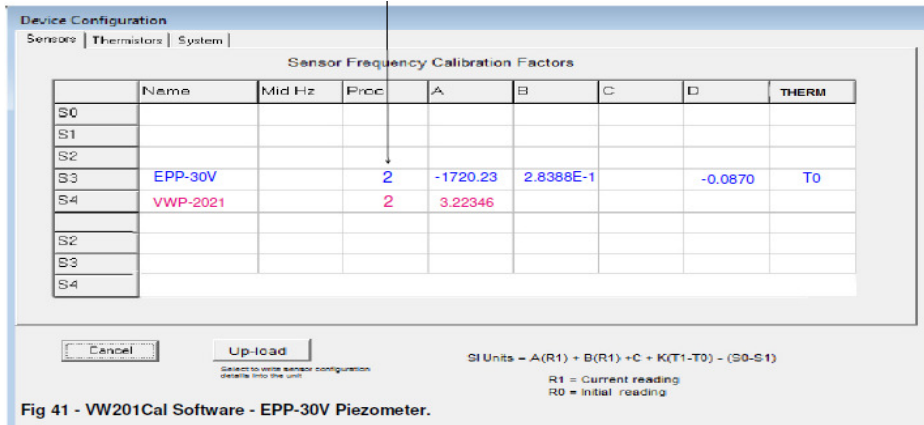 Device Configuration
Sensors | Thermistors | System |
Sensor Frequency Calibration Factors
Name Mid Hz Proc A B C D THERM
S0
S1
S2
S3 EPP-30V 2 -1720.23 2.8388E-1 -0.0870 T0
S4 VWP-2021 2 3.22346
S2
S3
S4
Cancel Up-load
Select to write sensor configuration
details into the unit
SI Units = A(R1) + B(R1) +C + K(T1-T0) - (S0-S1)
R1 = Current reading
R0 = Initial reading
Fig 41 - VW201Cal Software - EPP-30V Piezometer.